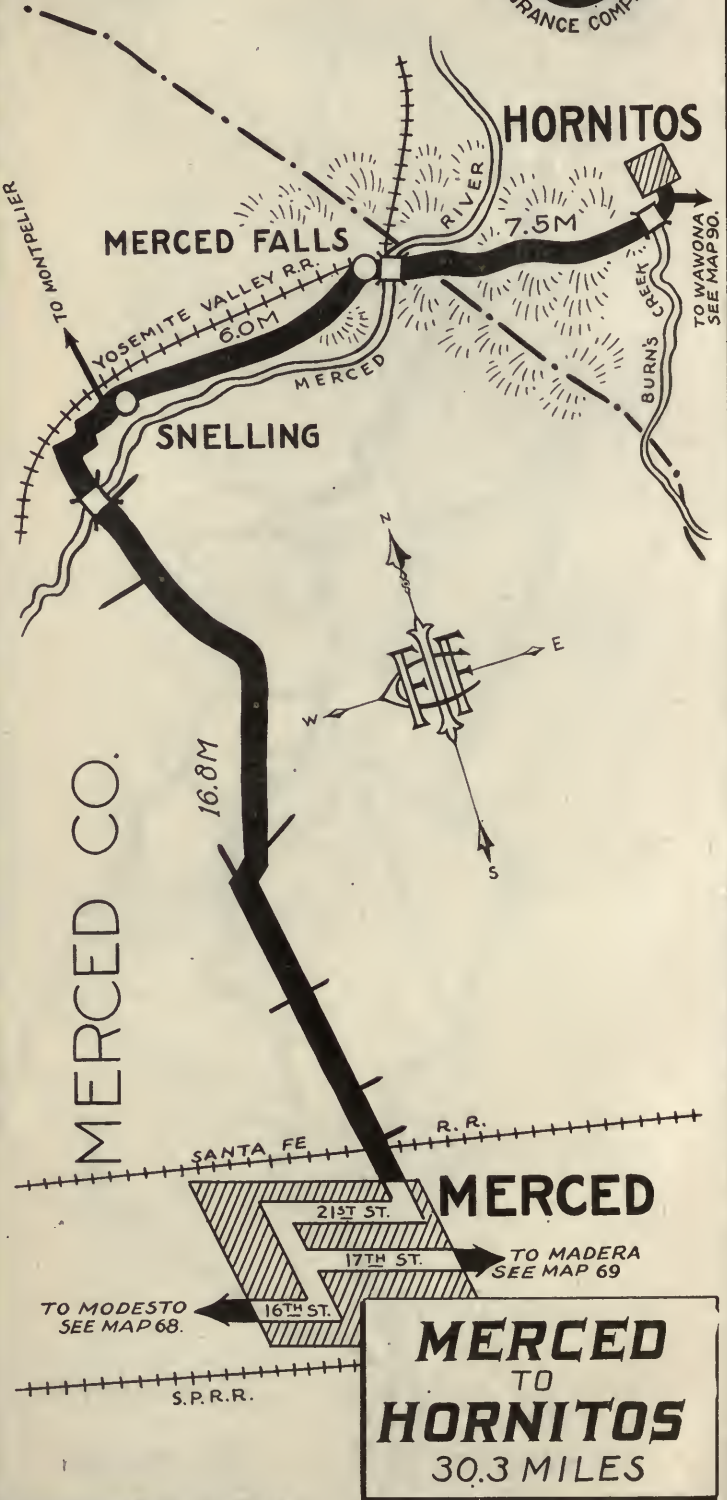 HORNITOS
RIVER
7.5M
TO WAWONA
SEE MAP 90.
MERCED FALLS
TO MONTPELIER
YOSEMITE VALLEY R.R.
6.0M
MERCED
BURN'S CREEK
SNELLING
N
E
W
S
16.8M
MERCED CO.
SANTA FE R.R.
MERCED
21ST ST.
17TH ST.
TO MADERA
SEE MAP 69
TO MODESTO
SEE MAP 68.
16TH ST.
S.P.R.R.
MERCED
TO
HORNITOS
30.3 MILES